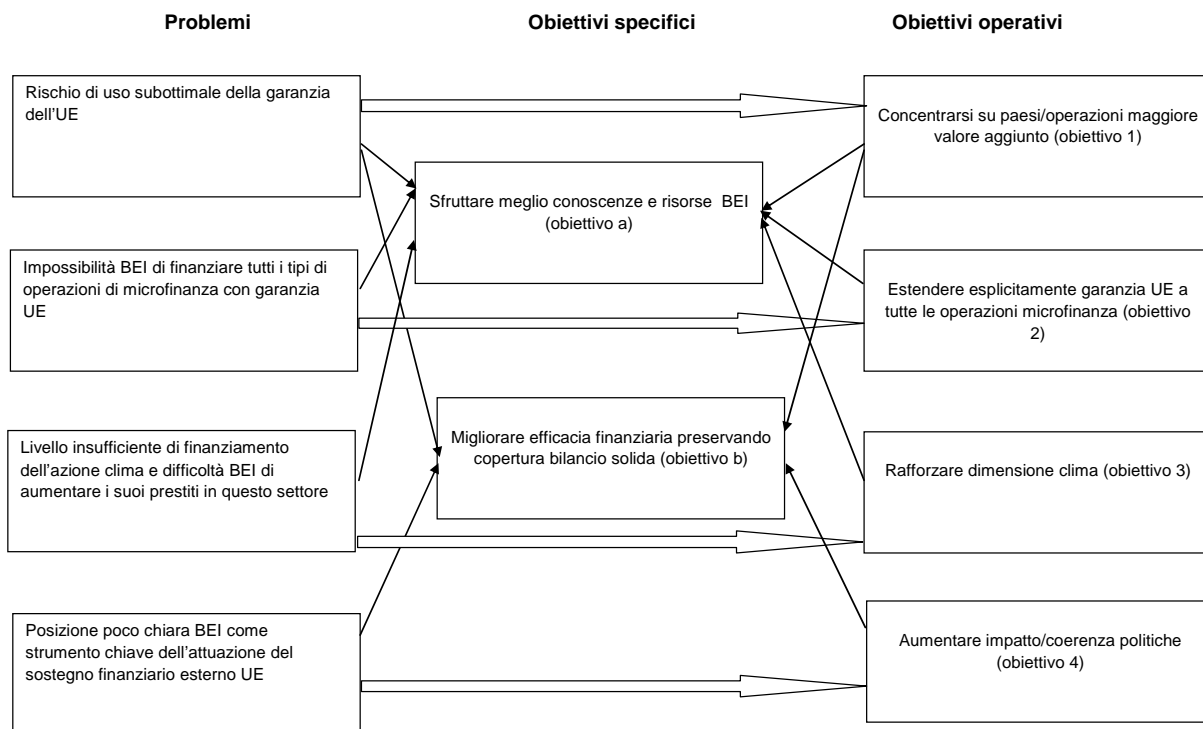 Problemi
Obiettivi specifici
Obiettivi operativi
Rischio di uso subottimale della garanzia
dell'UE
Concentrarsi su paesi/operazioni maggiore
valore aggiunto (obiettivo 1)
Sfruttare meglio conoscenze e risorse BEI
(obiettivo a)
Impossibilità BEI di finanziare tutti i tipi di
operazioni di microfinanza con garanzia
UE
Estendere esplicitamente garanzia UE a
tutte le operazioni microfinanza (obiettivo
2)
Migliorare efficacia finanziaria preservando
copertura bilancio solida (obiettivo b)
Livello insufficiente di finanziamento
dell'azione clima e difficoltà BEI di
aumentare i suoi prestiti in questo settore
Rafforzare dimensione clima (obiettivo 3)
Posizione poco chiara BEI come
strumento chiave dell'attuazione del
sostegno finanziario esterno UE
Aumentare impatto/coerenza politiche
(obiettivo 4)